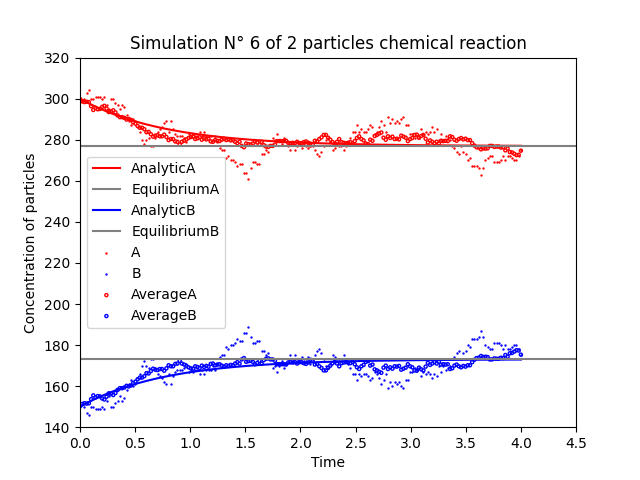 Simulation N° 6 of 2 particles chemical reaction
Concentration of particles
320
300
280
260
240
220
200
180
160
140
AnalyticA
EquilibriumA
AnalyticB
EquilibriumB
A
B
AverageA
AverageB
0.0 0.5 1.0 1.5 2.0 2.5 3.0 3.5 4.0 4.5
Time